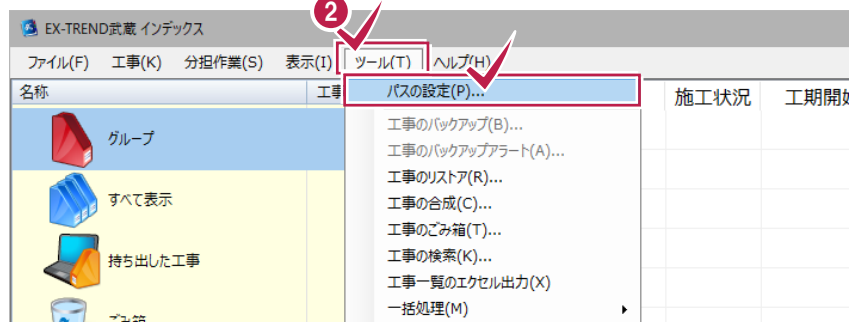 2
EX-TREND武蔵 インデックス
ファイル(F) 工事(K) 分担作業(S) 表示(I) ツール(T) ヘルプ(H)
名称 工事 施工状況 工期開始
パスの設定(P)...
グループ
工事のバックアップ(B)...
工事のバックアップアラート(A)...
工事のリストア(R)...
すべて表示
工事の合成(C)...
工事のごみ箱(T)...
持ち出した工事
工事の検索(K)...
工事一覧のエクセル出力(X)
一括処理(M)
ごみ箱